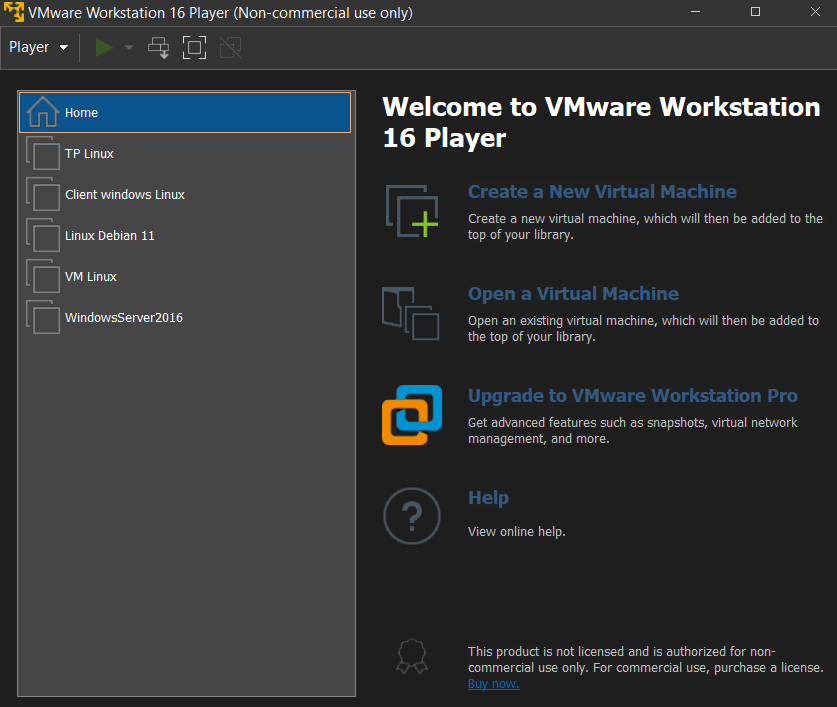 VMware Workstation 16 Player (Non-commercial use only)
Player
Home
TP Linux
Client windows Linux
Linux Debian 11
VM Linux
WindowsServer2016
Welcome to VMware Workstation
16 Player
Create a New Virtual Machine
Create a new virtual machine, which will then be added to the
top of your library.
Open a Virtual Machine
Open an existing virtual machine, which will then be added to
the top of your library.
Upgrade to VMware Workstation Pro
Get advanced features such as snapshots, virtual network
management, and more.
?
Help
View online help.
This product is not licensed and is authorized for non-
commercial use only. For commercial use, purchase a license.
Buy now.